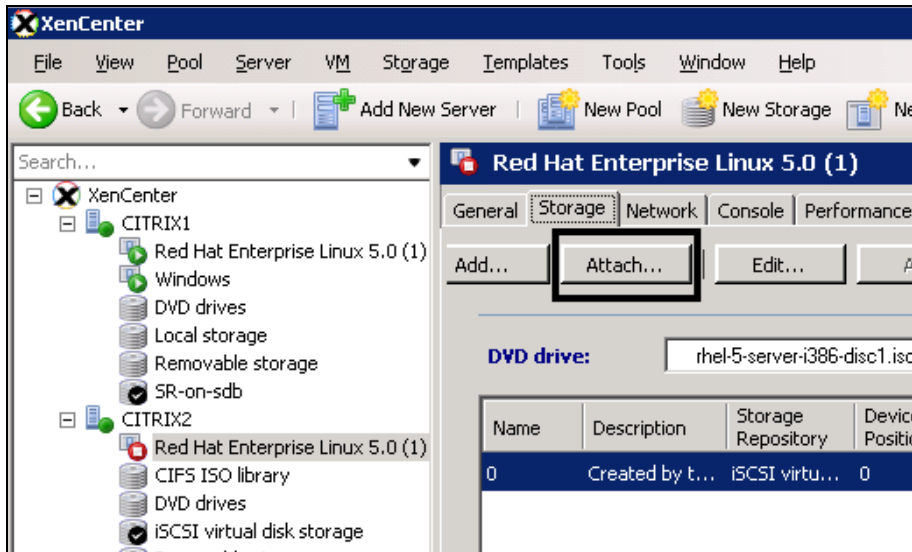 XenCenter
File View Pool Server VM Storage Templates Tools Window Help
Back Forward Add New Server New Pool New Storage
Search...
XenCenter
CITRIX1
Red Hat Enterprise Linux 5.0 (1)
Windows
DVD drives
Local storage
Removable storage
SR-on-sdb
CITRIX2
Red Hat Enterprise Linux 5.0 (1)
CIFS ISO library
DVD drives
iSCSI virtual disk storage
Red Hat Enterprise Linux 5.0 (1)
General Storage Network Console Performance
Add... Attach... Edit...
DVD drive: rhel-5-server-i386-disc1.iso
Name Description Storage Repository
0 Created by t... iSCSI virtu... 0